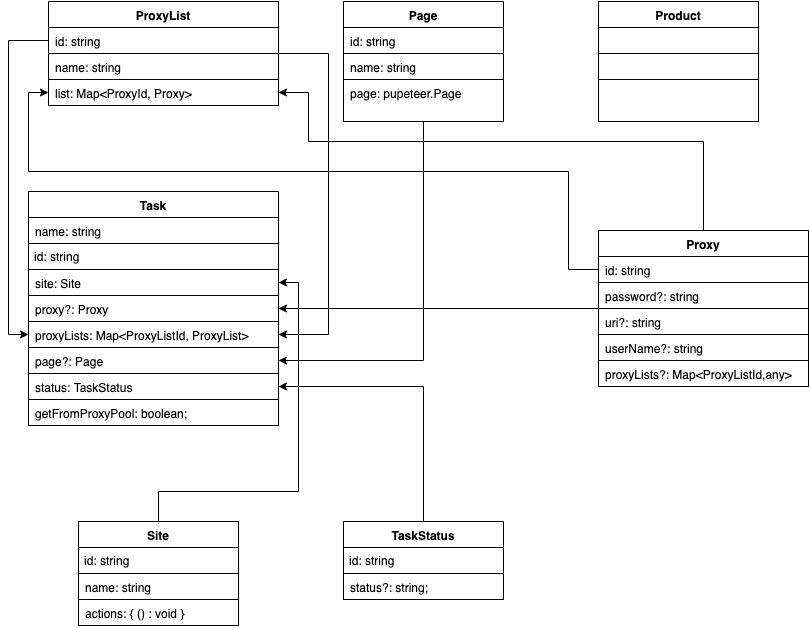 ProxyList
id: string
name: string
list: Map<ProxyId, Proxy>
Page
id: string
name: string
page: pupeteer.Page
Product
Task
name: string
id: string
site: Site
proxy?: Proxy
proxyLists: Map<ProxyListId, ProxyList>
page?: Page
status: TaskStatus
getFromProxyPool: boolean;
Proxy
id: string
password?: string
uri?: string
userName?: string
proxyLists?: Map<ProxyListId,any>
Site
id: string
name: string
actions: { () : void }
TaskStatus
id: string
status?: string;